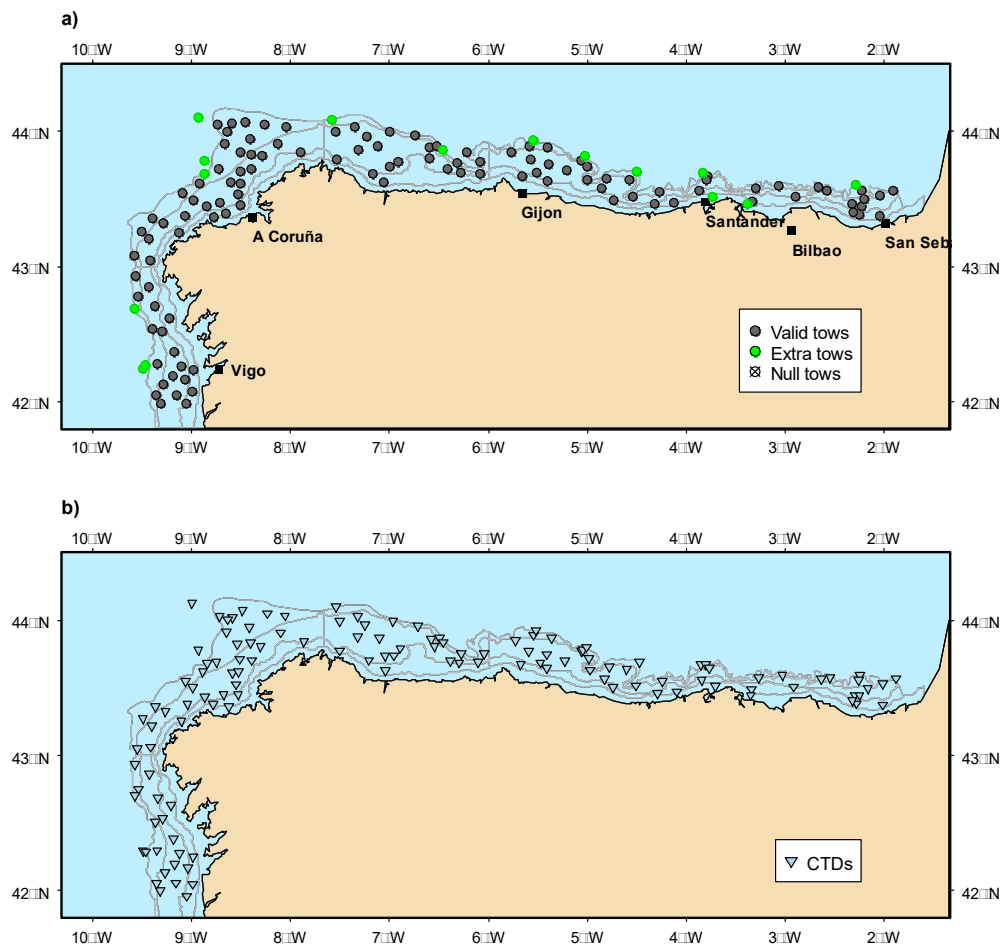 a)
10□W 9□W 8□W 7□W 6□W 5□W 4□W 3□W 2□W
44□N 44□N
Gijon
Santander
A Coruña
Bilbao
San Seb
43□N 43□N
Valid tows
Extra tows
Null tows
Vigo
42□N 42□N
10□W 9□W 8□W 7□W 6□W 5□W 4□W 3□W 2□W
b)
10□W 9□W 8□W 7□W 6□W 5□W 4□W 3□W 2□W
44□N 44□N
43□N 43□N
CTDs
42□N 42□N
10□W 9□W 8□W 7□W 6□W 5□W 4□W 3□W 2□W